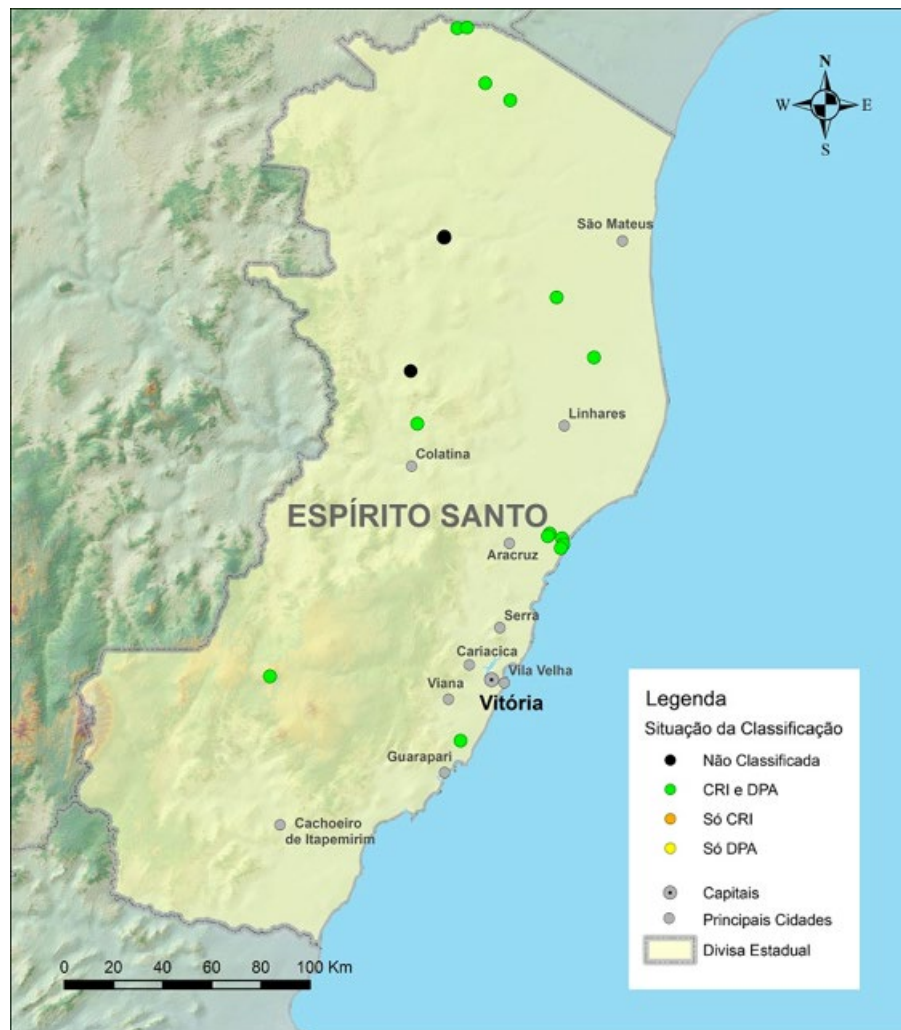 N
W E
S
São Mateus
Linhares
Colatina
ESPÍRITO SANTO
Aracruz
Serra
Cariacica
Vila Velha
Viana
Vitória
Guarapari
Cachoeiro
de Itapemirim
Legenda
Situação da Classificação
Não Classificada
CRI e DPA
Só CRI
Só DPA
Capitais
Principais Cidades
Divisa Estadual
0 20 40 60 80 100 Km